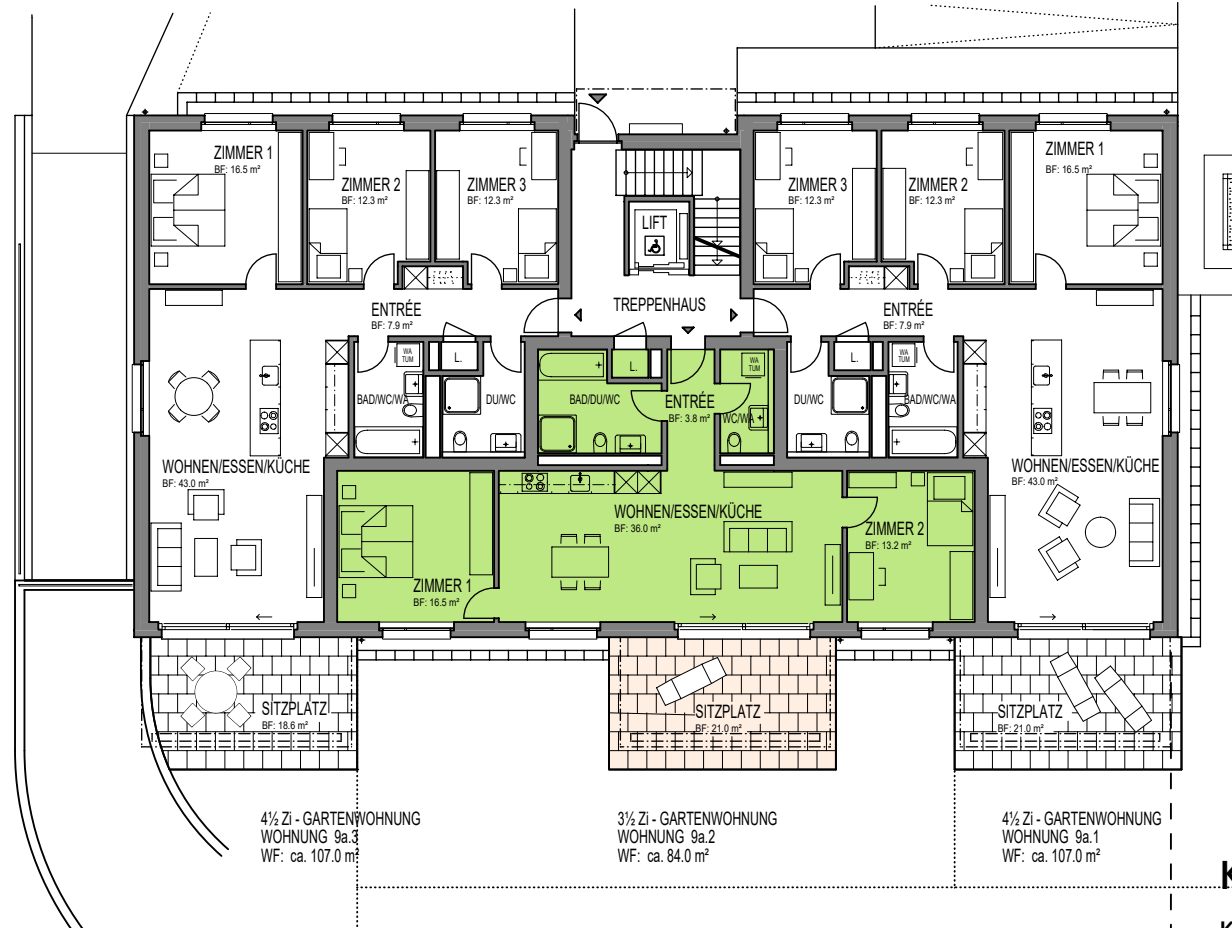 ZIMMER 1
BF: 16.5 m²
ZIMMER 2
BF: 12.3 m²
ZIMMER 3
BF: 12.3 m²
LIFT
ZIMMER 3
BF: 12.3 m²
ZIMMER 2
BF: 12.3 m²
ZIMMER 1
BF: 16.5 m²
ENTRÉE
BF: 7.9 m²
TREPPENHAUS
ENTRÉE
BF: 7.9 m²
WA
TUM
L.
L.
WA
TUM
L.
WA
TUM
BAD/WC/WA
DU/WC
BAD/DU/WC
ENTRÉE
BF: 3.8 m²
WC/WA
DU/WC
BAD/WC/WA
WOHNEN/ESSEN/KÜCHE
BF: 43.0 m²
WOHNEN/ESSEN/KÜCHE
BF: 36.0 m²
WOHNEN/ESSEN/KÜCHE
BF: 43.0 m²
ZIMMER 1
BF: 16.5 m²
ZIMMER 2
BF: 13.2 m²
SITZPLATZ
BF: 18.6 m²
SITZPLATZ
BF: 21.0 m²
SITZPLATZ
BF: 21.0 m²
4½ Zi - GARTENWOHNUNG
WOHNUNG 9a.3
WF: ca. 107.0 m²
3½ Zi - GARTENWOHNUNG
WOHNUNG 9a.2
WF: ca. 84.0 m²
4½ Zi - GARTENWOHNUNG
WOHNUNG 9a.1
WF: ca. 107.0 m²